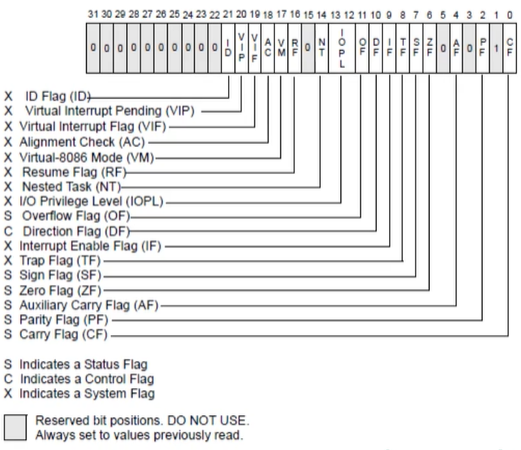 31 30 29 28 27 26 25 24 23 22 21 20 19 18 17 16 15 14 13 12 11 10 9 8 7 6 5 4 3 2 1 0
0 0 0 0 0 0 0 0 0 0 ID VIP VIF AC VM RF 0 NT IOPL OF DF IF TF SF ZF 0 AF 0 PF 1 CF
X ID Flag (ID)
X Virtual Interrupt Pending (VIP)
X Virtual Interrupt Flag (VIF)
X Alignment Check (AC)
X Virtual-8086 Mode (VM)
X Resume Flag (RF)
X Nested Task (NT)
X I/O Privilege Level (IOPL)
S Overflow Flag (OF)
C Direction Flag (DF)
X Interrupt Enable Flag (IF)
X Trap Flag (TF)
S Sign Flag (SF)
S Zero Flag (ZF)
S Auxiliary Carry Flag (AF)
S Parity Flag (PF)
S Carry Flag (CF)
S Indicates a Status Flag
C Indicates a Control Flag
X Indicates a System Flag
Reserved bit positions. DO NOT USE.
Always set to values previously read.